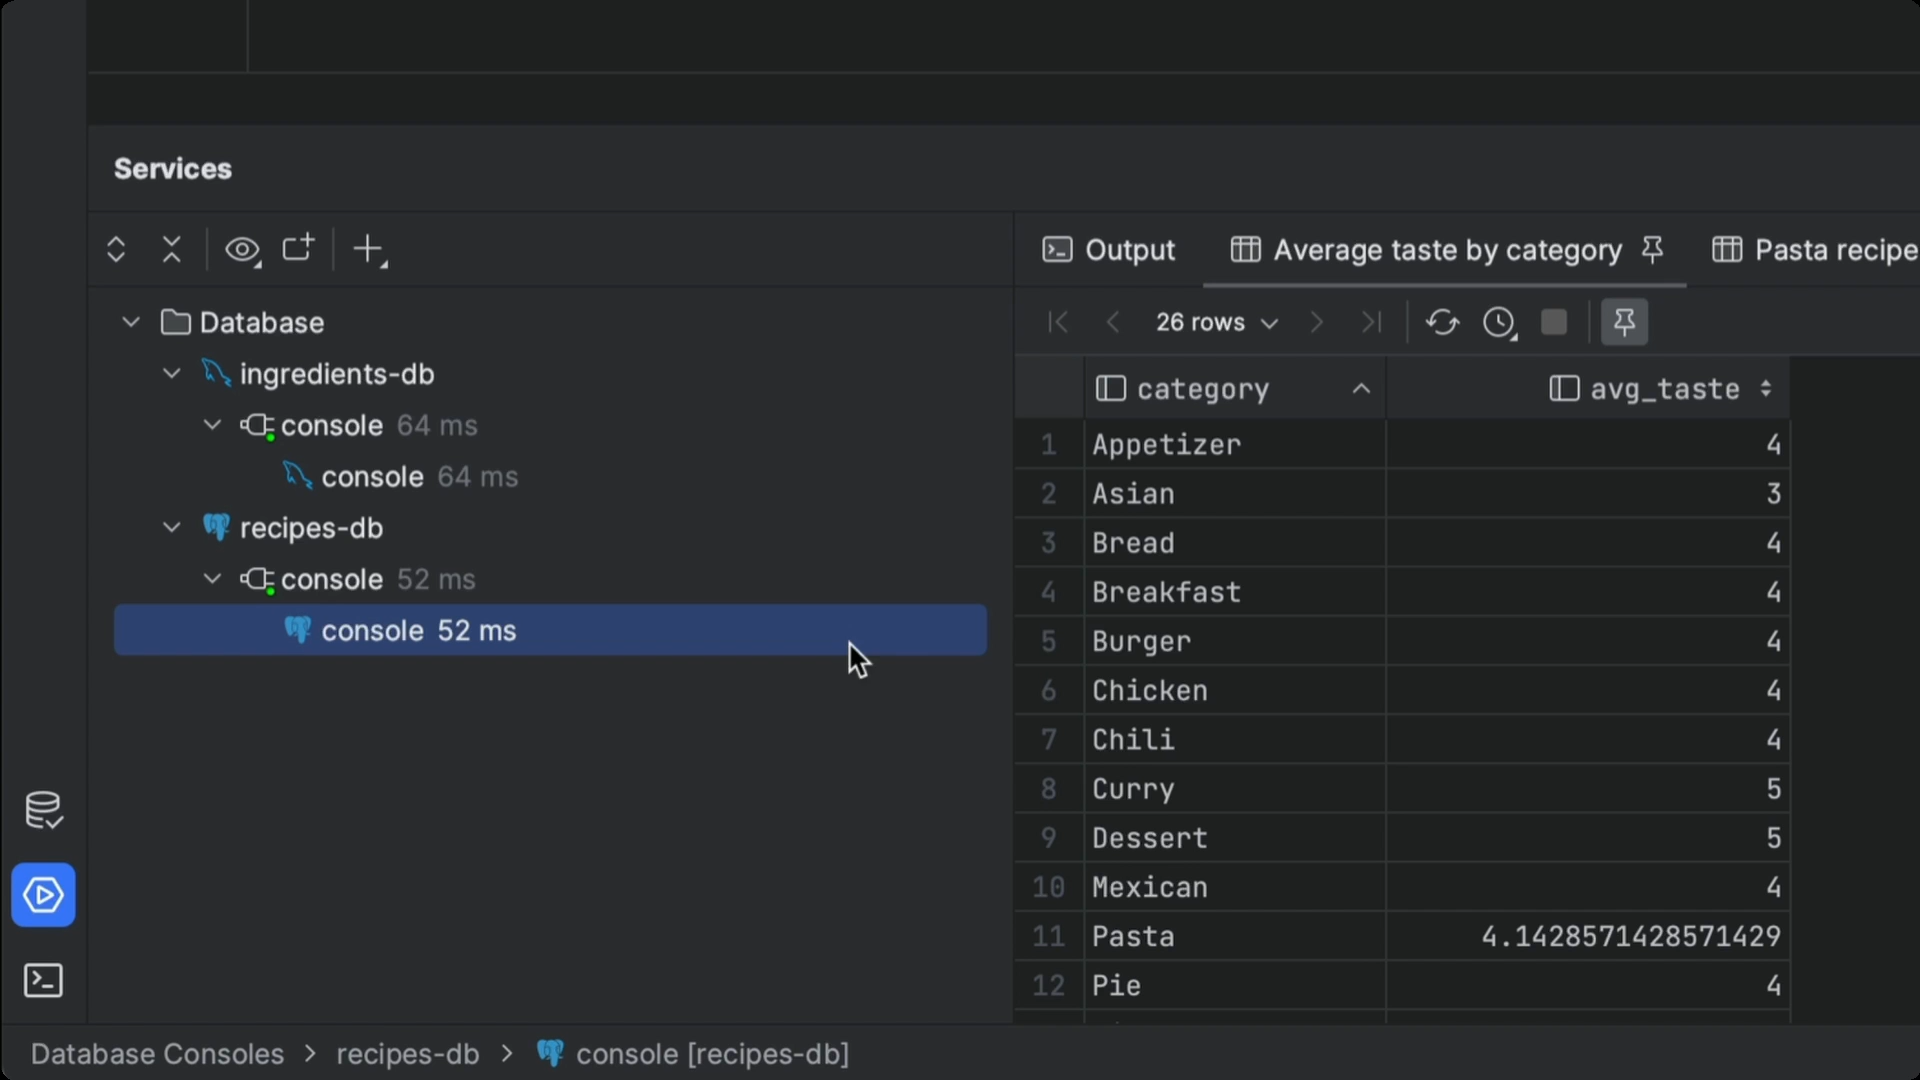 Services
Output
Average taste by category
Pasta recipe
Database
ingredients-db
console 64 ms
console 64 ms
recipes-db
console 52 ms
console 52 ms
26 rows
category avg_taste
1 Appetizer 4
2 Asian 3
3 Bread 4
4 Breakfast 4
5 Burger 4
6 Chicken 4
7 Chili 4
8 Curry 5
9 Dessert 5
10 Mexican 4
11 Pasta 4.1428571428571429
12 Pie 4
Database Consoles > recipes-db > console [recipes-db]